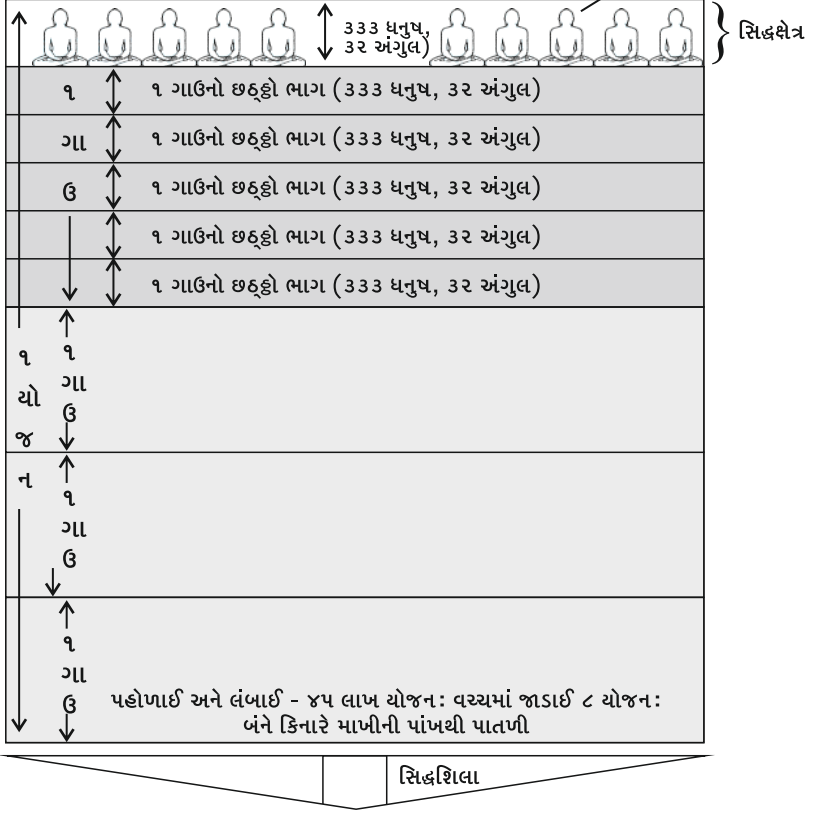 ૩૩૩ ધનુષ,
૩૨ અંગુલ)
સિદ્ધક્ષેત્ર
૧ ગાઉનો છઠ્ઠો ભાગ (૩૩૩ ધનુષ, ૩૨ અંગુલ)
૧ ગાઉનો છઠ્ઠો ભાગ (૩૩૩ ધનુષ, ૩૨ અંગુલ)
૧ ગાઉનો છઠ્ઠો ભાગ (૩૩૩ ધનુષ, ૩૨ અંગુલ)
૧ ગાઉનો છઠ્ઠો ભાગ (૩૩૩ ધનુષ, ૩૨ અંગુલ)
૧ ગાઉનો છઠ્ઠો ભાગ (૩૩૩ ધનુષ, ૩૨ અંગુલ)
૧
ગા
ઉ
૧
યો
જ
ન
૧
ગા
ઉ
૧
ગા
ઉ
૧
ગા
ઉ
પહોળાઈ અને લંબાઈ - ૪૫ લાખ યોજન: વચ્ચમાં જાડાઈ ૮ યોજન:
બંને કિનારે માખીની પાંખથી પાતળી
સિદ્ધશિલા